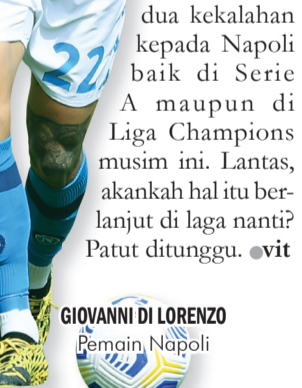 dua kekalahan
kepada Napoli
baik di Serie
A maupun di
Liga Champions
musim ini. Lantas,
akankah hal itu ber-
lanjut di laga nanti?
Patut ditunggu. ●vit
22
GIOVANNI DI LORENZO
Pemain Napoli